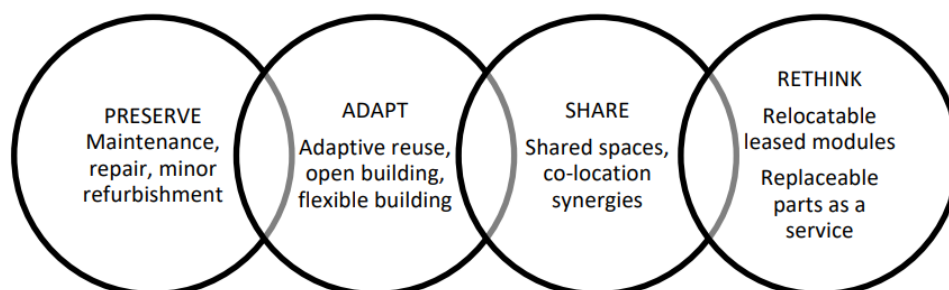 PRESERVE
Maintenance,
repair, minor
refurbishment
ADAPT
Adaptive reuse,
open building,
flexible building
SHARE
Shared spaces,
co-location
synergies
RETHINK
Relocatable
leased modules
Replaceable
parts as a
service